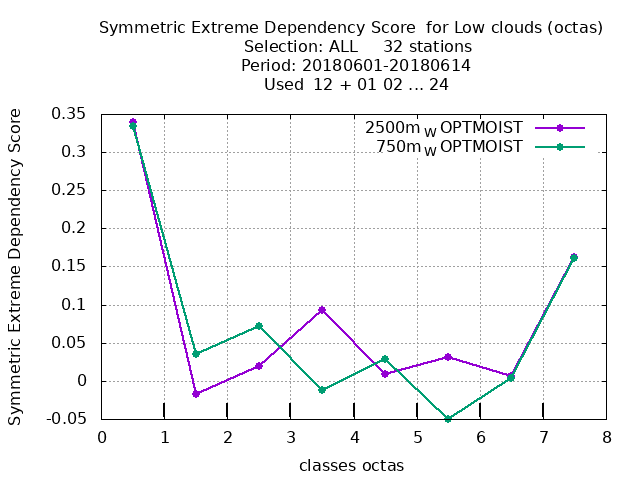 Symmetric Extreme Dependency Score  for Low clouds (octas)
Selection: ALL     32 stations
Period: 20180601-20180614
Used  12 + 01 02 ... 24
Symmetric Extreme Dependency Score
0.35
0.3
0.25
0.2
0.15
0.1
0.05
0
-0.05
2500m_W OPTMOIST
750m_W OPTMOIST
0 1 2 3 4 5 6 7 8
classes octas